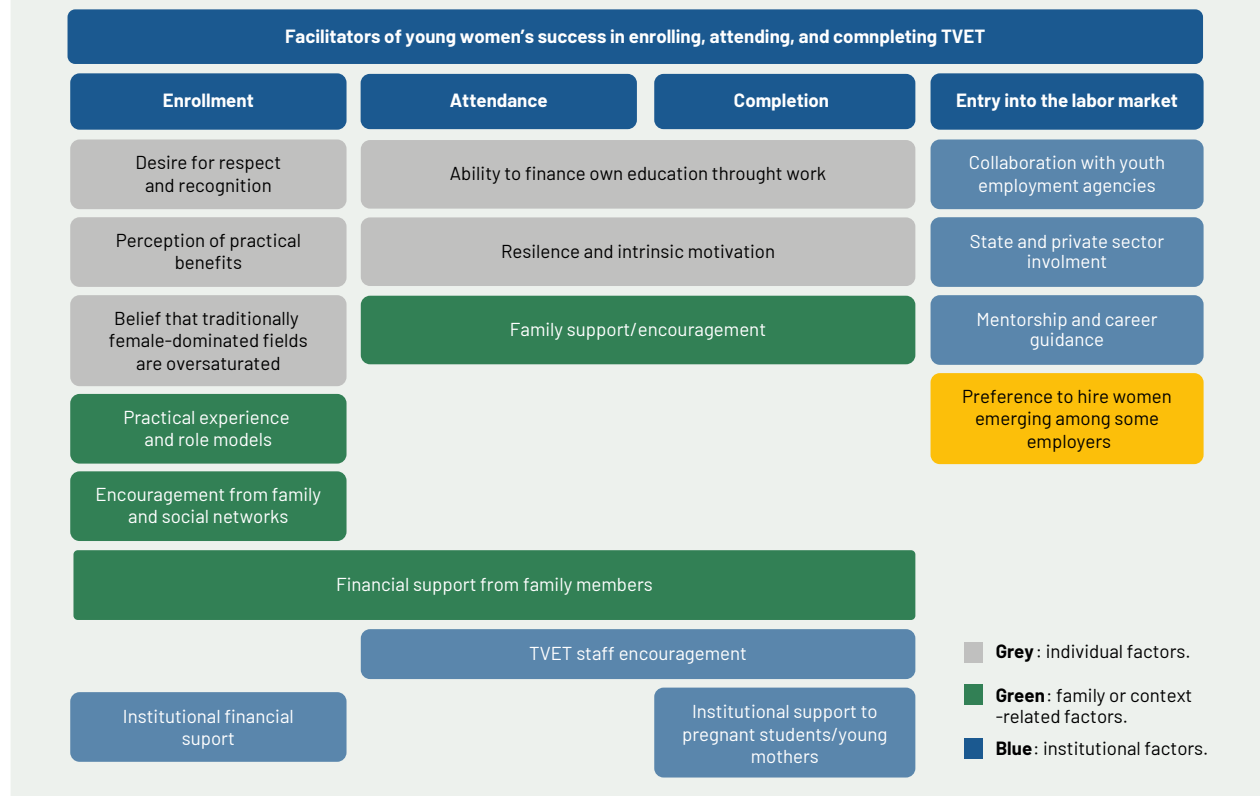 Facilitators of young women’s success in enrolling, attending, and comnpleting TVET
Enrollment
Attendance
Completion
Entry into the labor market
Desire for respect
and recognition
Ability to finance own education throught work
Collaboration with youth
employment agencies
Perception of practical
benefits
Resilence and intrinsic motivation
State and private sector
involment
Belief that traditionally
female-dominated fields
are oversaturated
Family support/encouragement
Mentorship and career
guidance
Practical experience
and role models
Preference to hire women
emerging among some
employers
Encouragement from family
and social networks
Financial support from family members
TVET staff encouragement
Institutional financial
suport
Institutional support to
pregnant students/young
mothers
Grey: individual factors.
Green: family or context
-related factors.
Blue: institutional factors.